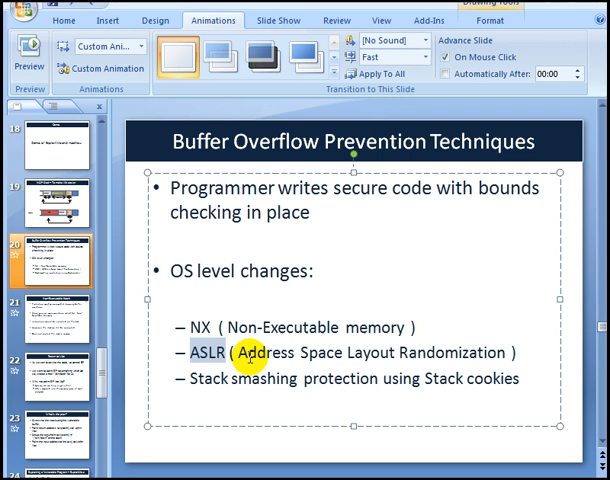 Drawing Tools
Home Insert Design Animations Slide Show Review View Add-Ins Format
Preview
Custom Ani...
Custom Animation
[No Sound]
Fast
Apply To All
Advance Slide
On Mouse Click
Automatically After: 00:00
Preview Animations Transition to This Slide
18
19
20
21
22
23
24
Buffer Overflow Prevention Techniques
• Programmer writes secure code with bounds
checking in place
• OS level changes:
– NX ( Non-Executable memory )
– ASLR ( Address Space Layout Randomization )
– Stack smashing protection using Stack cookies